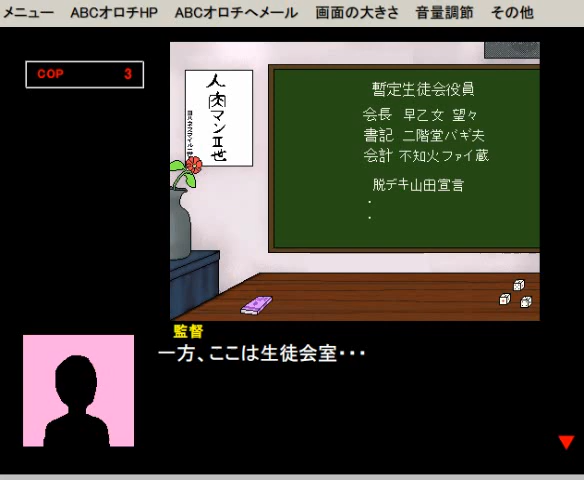 メニュー ABCオロチHP ABCオロチへメール 画面の大きさ 音量調節 その他
COP 3
人肉マンⅡ世
暫定生徒会役員
会長 早乙女 望々
書記 二階堂バギ夫
会計 不知火ファイ蔵
脱デキ山田宣言
・
・
監督
一方、ここは生徒会室・・・